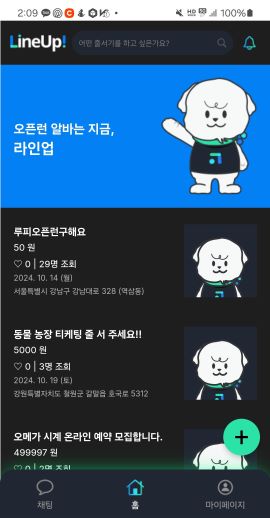 2:09
100%
LineUp!
어떤 줄서기를 하고 싶은가요?
오픈런 알바는 지금,
라인업
루피오픈런구해요
50 원
♡ 0 | 29명 조회
2024. 10. 14 (월)
서울특별시 강남구 강남대로 328 (역삼동)
동물 농장 티케팅 줄 서 주세요!!
5000 원
♡ 0 | 3명 조회
2024. 10. 19 (토)
강원특별자치도 철원군 갈말읍 호국로 5312
오메가 시계 온라인 예약 모집합니다.
499997 원
♡ 0 | 2명 조회
채팅
홈
마이페이지